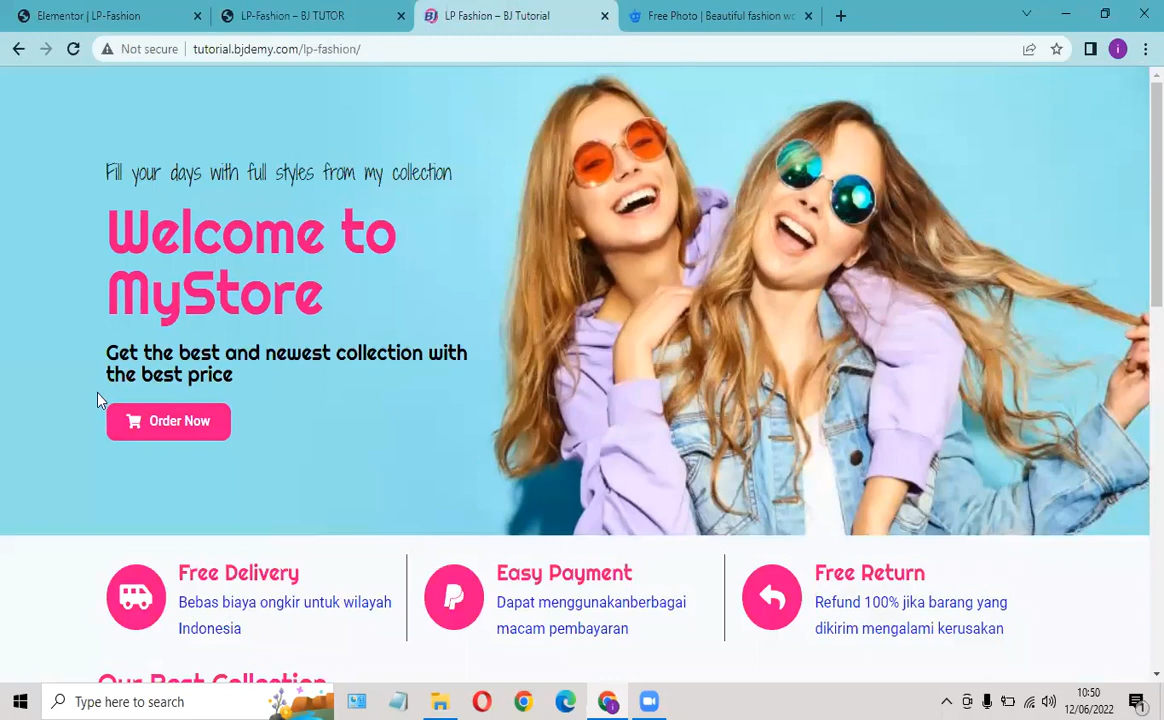 Elementor | LP-Fashion
LP-Fashion – BJ TUTOR
LP Fashion – BJ Tutorial
Free Photo | Beautiful fashion wo
Not secure
tutorial.bjdemy.com/lp-fashion/
i
Fill your days with full styles from my collection
Welcome to
MyStore
Get the best and newest collection with
the best price
Order Now
Free Delivery
Bebas biaya ongkir untuk wilayah
Indonesia
Easy Payment
Dapat menggunakanberbagai
macam pembayaran
Free Return
Refund 100% jika barang yang
dikirim mengalami kerusakan
Our Best Collection
Type here to search
10:50
12/06/2022
1